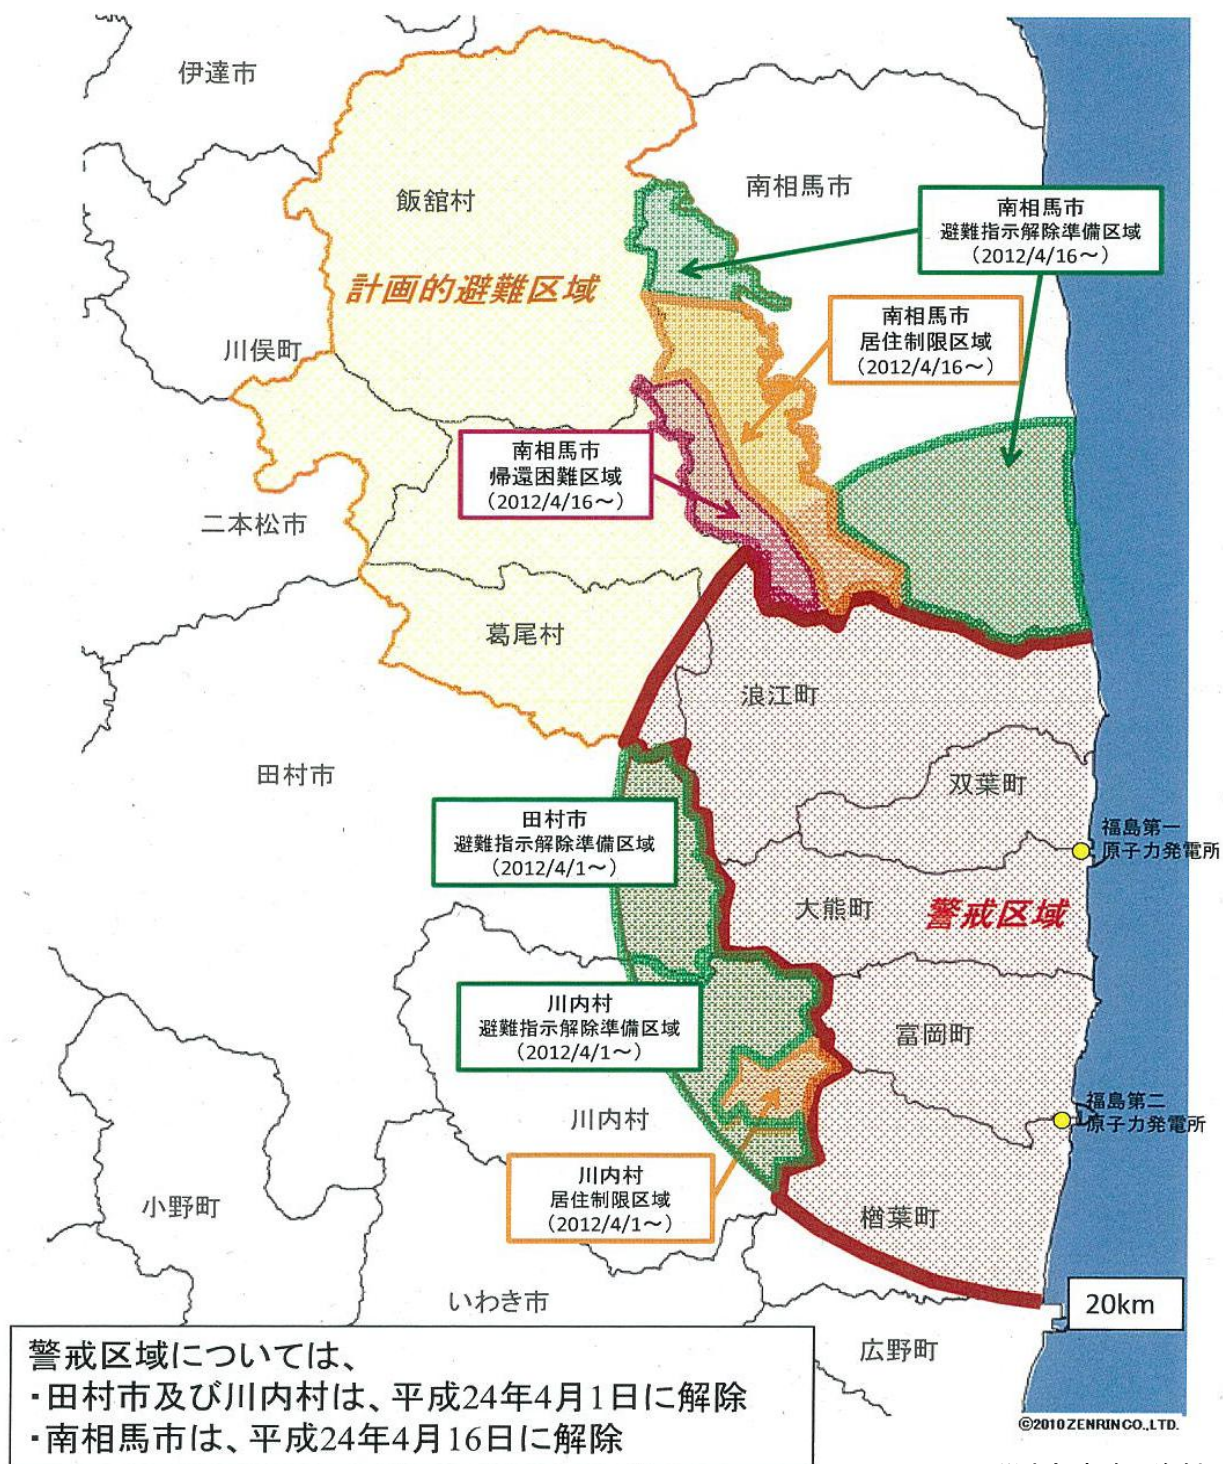 伊達市
飯舘村
南相馬市
南相馬市
避難指示解除準備区域
（2012/4/16～）
計画的避難区域
南相馬市
居住制限区域
（2012/4/16～）
川俣町
南相馬市
帰還困難区域
（2012/4/16～）
二本松市
葛尾村
浪江町
田村市
双葉町
田村市
避難指示解除準備区域
（2012/4/1～）
福島第一
原子力発電所
大熊町
警戒区域
川内村
避難指示解除準備区域
（2012/4/1～）
富岡町
川内村
福島第二
原子力発電所
川内村
居住制限区域
（2012/4/1～）
小野町
楢葉町
いわき市
20km
広野町
警戒区域については、
・田村市及び川内村は、平成24年4月1日に解除
・南相馬市は、平成24年4月16日に解除
©2010ZENRINCO.,LTD.